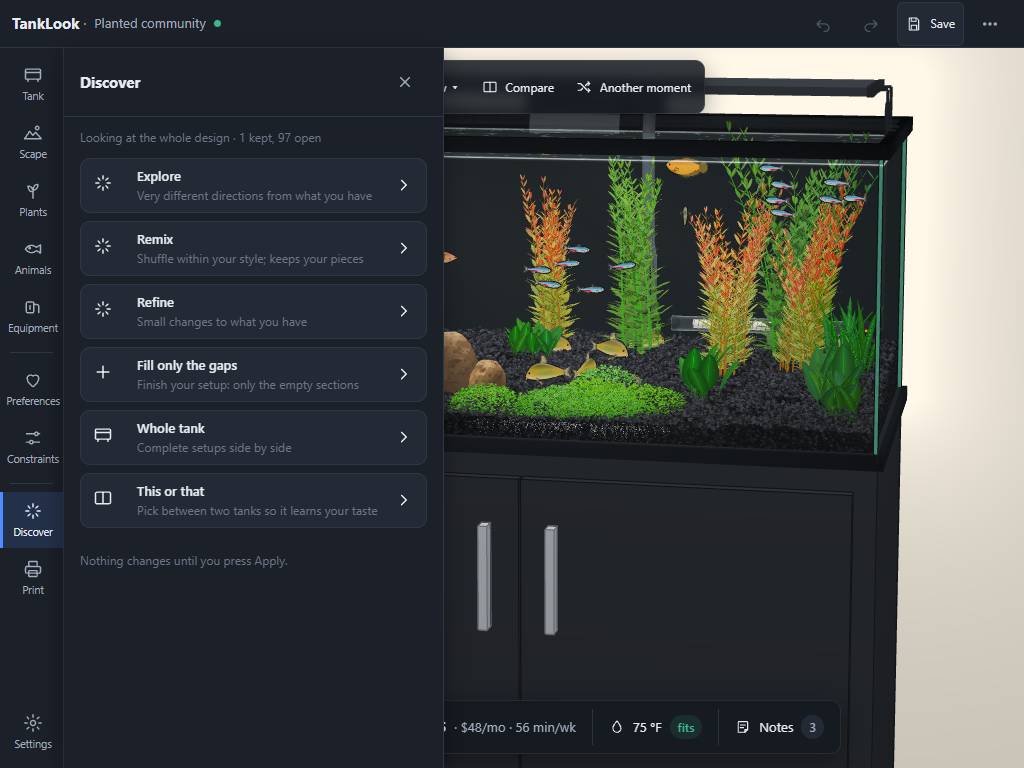 TankLook · Planted community
Save
Tank
Scape
Plants
Animals
Equipment
Preferences
Constraints
Discover
Print
Settings
Discover
Looking at the whole design · 1 kept, 97 open
Explore
Very different directions from what you have
Remix
Shuffle within your style; keeps your pieces
Refine
Small changes to what you have
Fill only the gaps
Finish your setup: only the empty sections
Whole tank
Complete setups side by side
This or that
Pick between two tanks so it learns your taste
Nothing changes until you press Apply.
Compare
Another moment
· $48/mo · 56 min/wk
75 °F fits
Notes 3